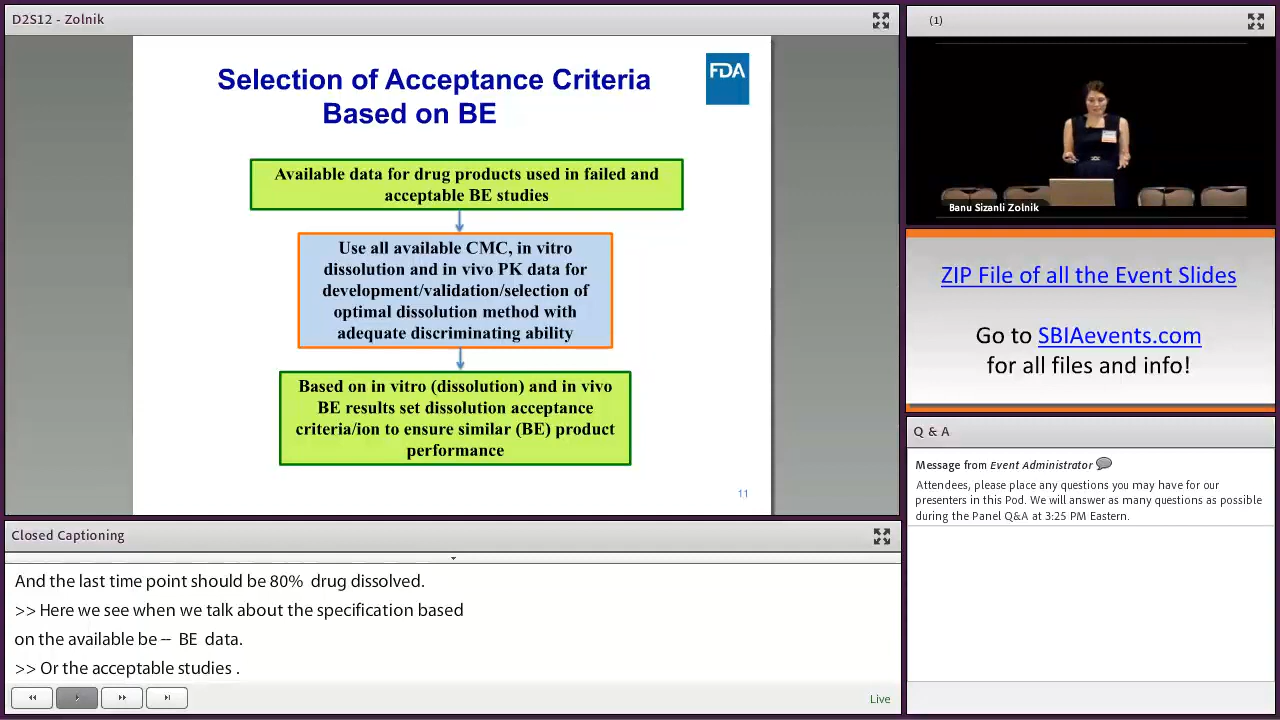 D2S12 - Zolnik
Selection of Acceptance Criteria
Based on BE
FDA
Available data for drug products used in failed and
acceptable BE studies
Use all available CMC, in vitro
dissolution and in vivo PK data for
development/validation/selection of
optimal dissolution method with
adequate discriminating ability
Based on in vitro (dissolution) and in vivo
BE results set dissolution acceptance
criteria/ion to ensure similar (BE) product
performance
11
Closed Captioning
And the last time point should be 80%  drug dissolved.
>> Here we see when we talk about the specification based
on the available be --  BE  data.
>> Or the acceptable studies .
Live
(1)
Banu Sizanli Zolnik
ZIP File of all the Event Slides
Go to SBIAevents.com
for all files and info!
Q & A
Message from Event Administrator
Attendees, please place any questions you may have for our
presenters in this Pod. We will answer as many questions as possible
during the Panel Q&A at 3:25 PM Eastern.